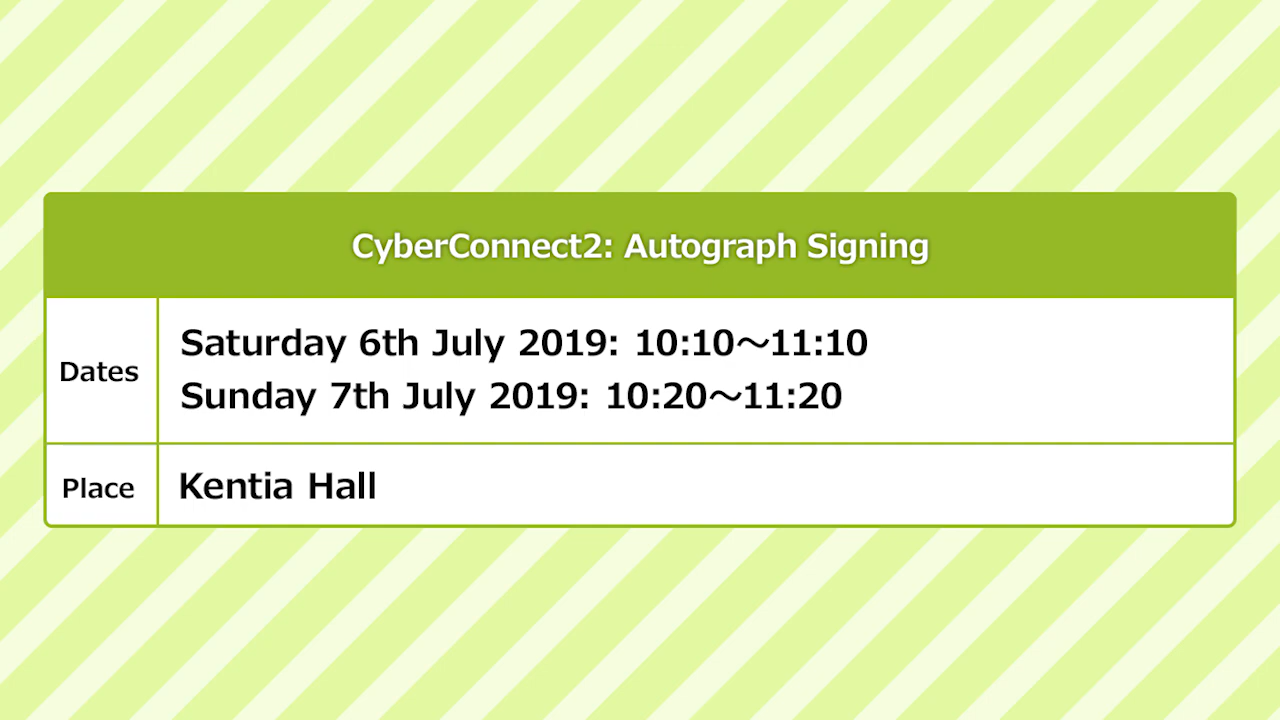 CyberConnect2: Autograph Signing
Dates
Saturday 6th July 2019: 10:10～11:10
Sunday 7th July 2019: 10:20～11:20
Place
Kentia Hall